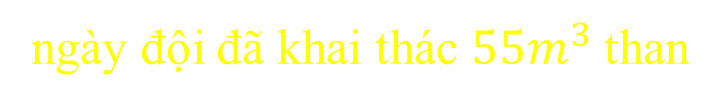 ngày đội đã khai thác 55m³ than